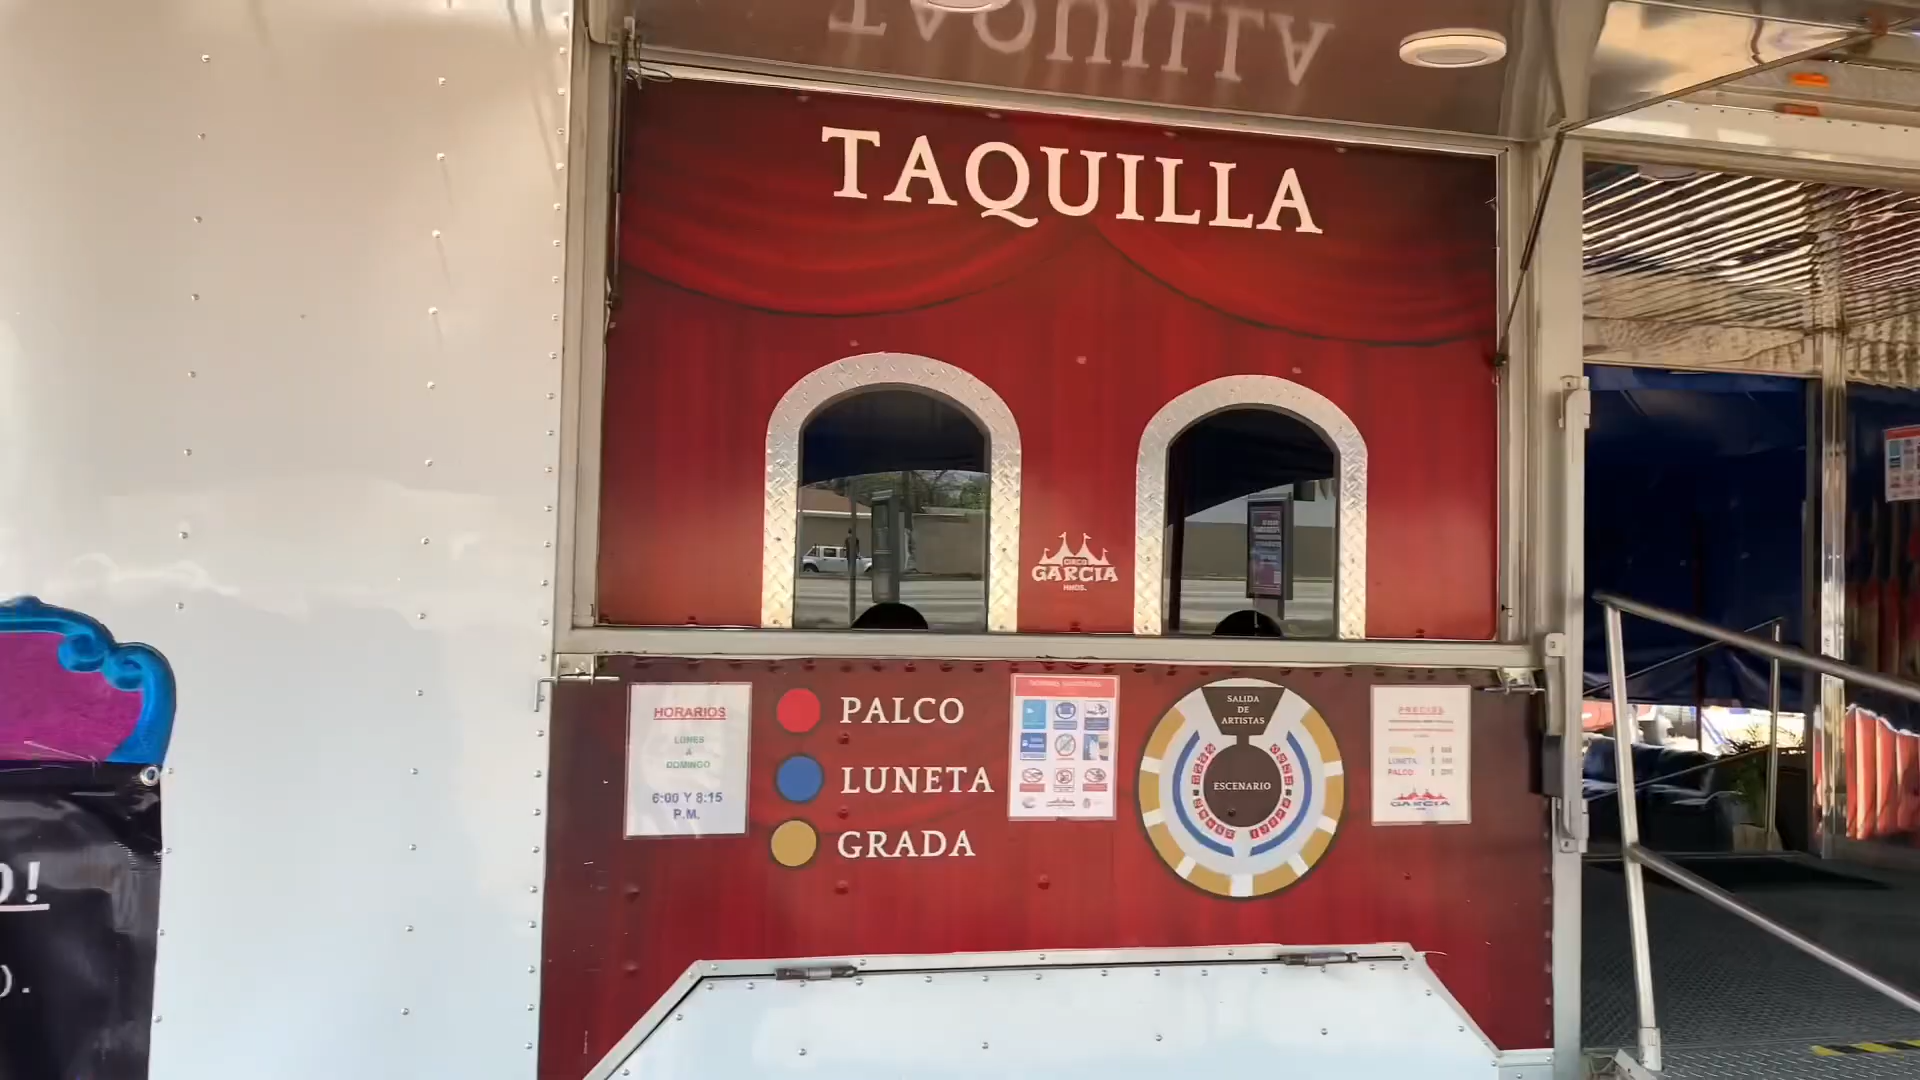 TAQUILLA
TAQUILLA
CIRCO
GARCIA
HNOS.
HORARIOS
LUNES
A
DOMINGO
6:00 Y 8:15
P.M.
PALCO
LUNETA
GRADA
SALIDA
DE
ARTISTAS
ESCENARIO
PRECIOS
LUNETA: $
PALCO: $
GARCIA
O!
).